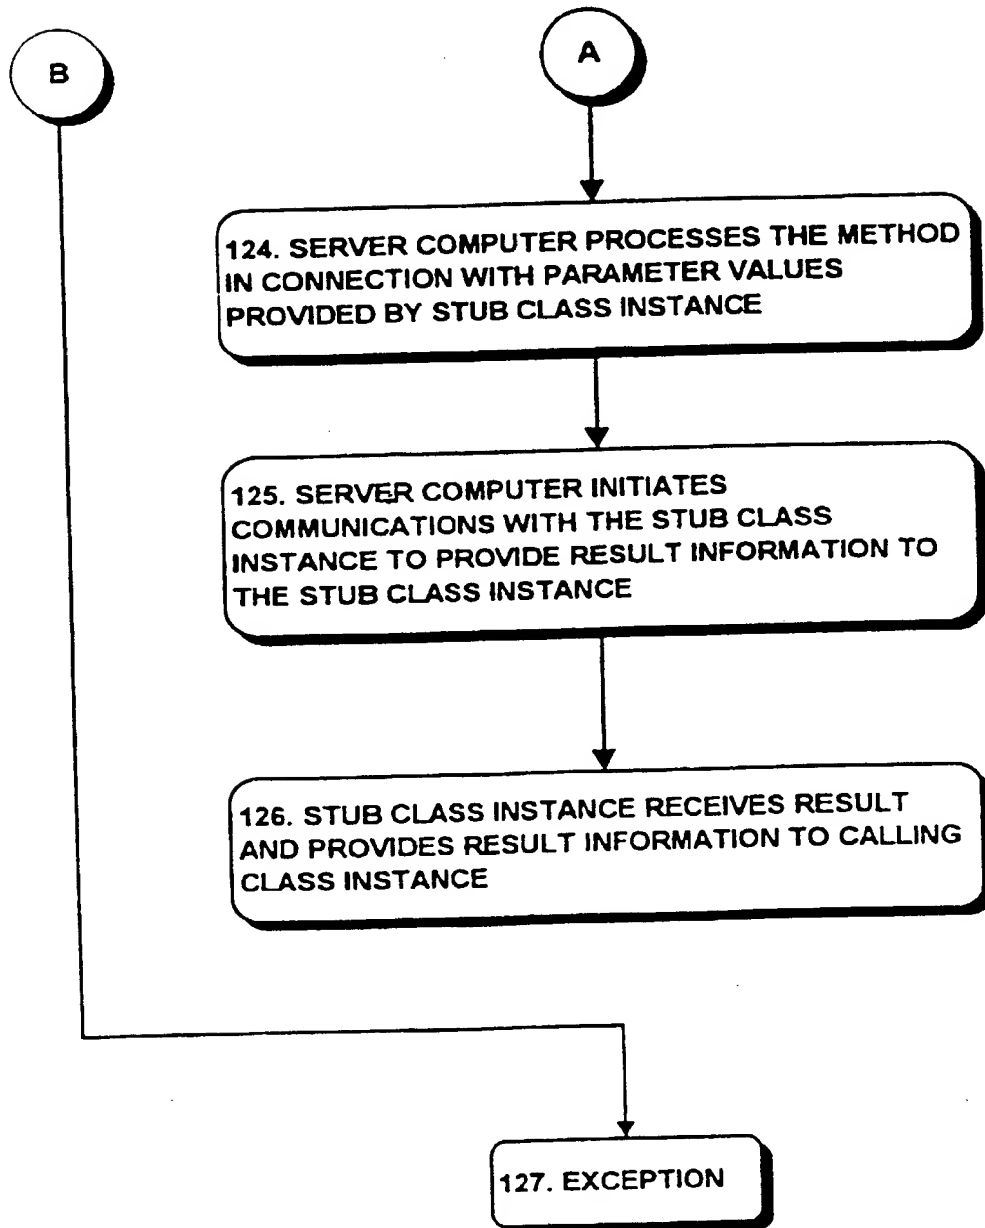 B
A
124. SERVER COMPUTER PROCESSES THE METHOD
IN CONNECTION WITH PARAMETER VALUES
PROVIDED BY STUB CLASS INSTANCE
125. SERVER COMPUTER INITIATES
COMMUNICATIONS WITH THE STUB CLASS
INSTANCE TO PROVIDE RESULT INFORMATION TO
THE STUB CLASS INSTANCE
126. STUB CLASS INSTANCE RECEIVES RESULT
AND PROVIDES RESULT INFORMATION TO CALLING
CLASS INSTANCE
127. EXCEPTION